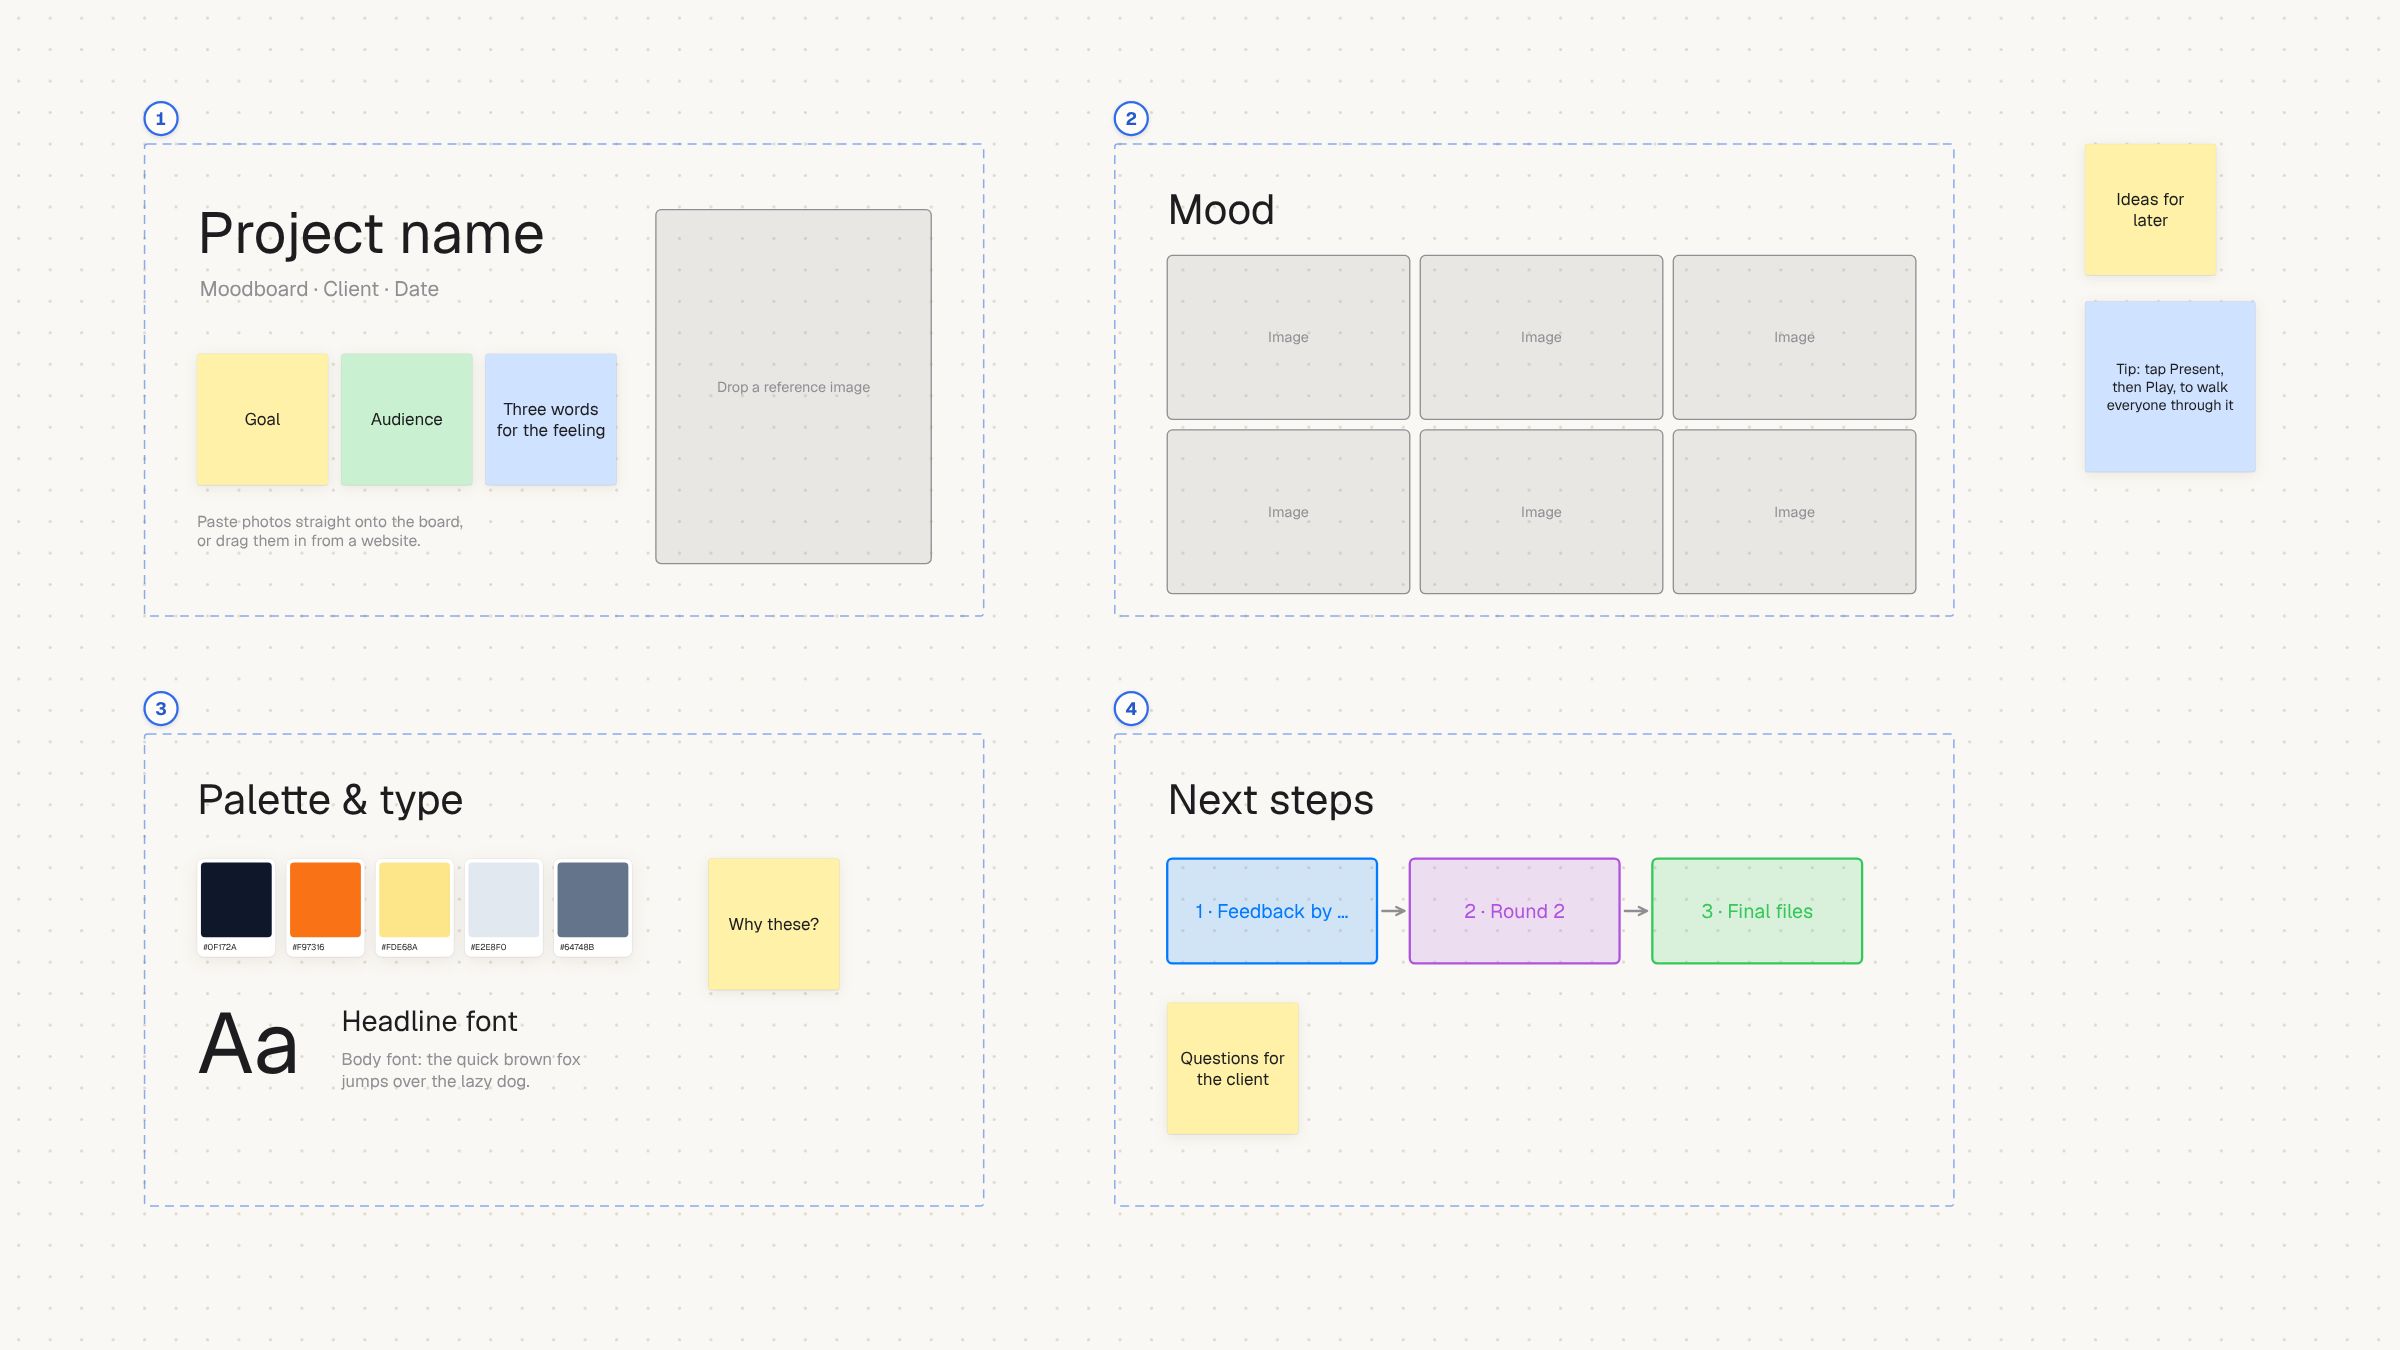 1
Project name
Moodboard · Client · Date
Goal
Audience
Three words
for the feeling
Drop a reference image
Paste photos straight onto the board,
or drag them in from a website.
2
Mood
Image
Image
Image
Image
Image
Image
Ideas for
later
Tip: tap Present,
then Play, to walk
everyone through it
3
Palette & type
#0F172A
#F97316
#FDE68A
#E2E8F0
#64748B
Why these?
Aa
Headline font
Body font: the quick brown fox
jumps over the lazy dog.
4
Next steps
1 · Feedback by ...
2 · Round 2
3 · Final files
Questions for
the client